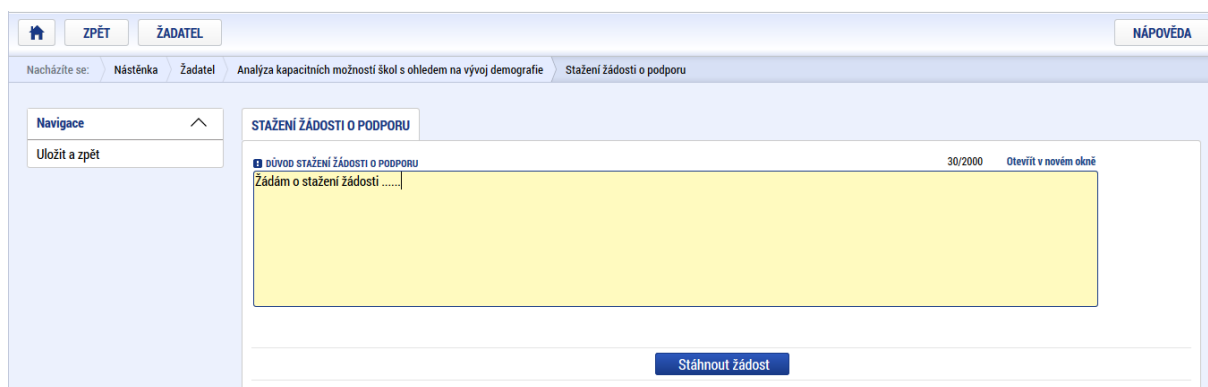 ZPĚT ŽADATEL NÁPOVĚDA
Nacházíte se: Nástěnka Žadatel Analýza kapacitních možností škol s ohledem na vývoj demografie Stažení žádosti o podporu
Navigace
Uložit a zpět
STAŽENÍ ŽÁDOSTI O PODPORU
DŮVOD STAŽENÍ ŽÁDOSTI O PODPORU 30/2000 Otevřít v novém okně
Žádám o stažení žádosti ......
Stáhnout žádost